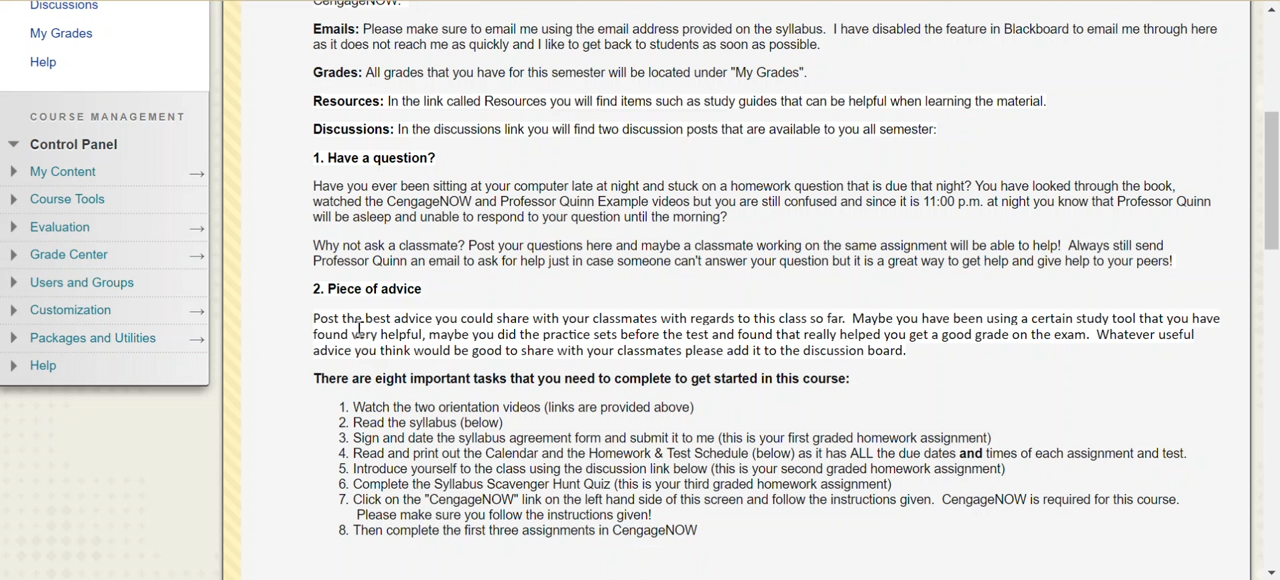 Discussions
My Grades
Help
COURSE MANAGEMENT
Control Panel
My Content
Course Tools
Evaluation
Grade Center
Users and Groups
Customization
Packages and Utilities
Help
CengageNOW.
Emails: Please make sure to email me using the email address provided on the syllabus.  I have disabled the feature in Blackboard to email me through here
as it does not reach me as quickly and I like to get back to students as soon as possible.
Grades: All grades that you have for this semester will be located under "My Grades".
Resources: In the link called Resources you will find items such as study guides that can be helpful when learning the material.
Discussions: In the discussions link you will find two discussion posts that are available to you all semester:
1. Have a question?
Have you ever been sitting at your computer late at night and stuck on a homework question that is due that night? You have looked through the book,
watched the CengageNOW and Professor Quinn Example videos but you are still confused and since it is 11:00 p.m. at night you know that Professor Quinn
will be asleep and unable to respond to your question until the morning?
Why not ask a classmate? Post your questions here and maybe a classmate working on the same assignment will be able to help!  Always still send
Professor Quinn an email to ask for help just in case someone can't answer your question but it is a great way to get help and give help to your peers!
2. Piece of advice
Post the best advice you could share with your classmates with regards to this class so far.  Maybe you have been using a certain study tool that you have
found very helpful, maybe you did the practice sets before the test and found that really helped you get a good grade on the exam.  Whatever useful
advice you think would be good to share with your classmates please add it to the discussion board.
There are eight important tasks that you need to complete to get started in this course:
1. Watch the two orientation videos (links are provided above)
2. Read the syllabus (below)
3. Sign and date the syllabus agreement form and submit it to me (this is your first graded homework assignment)
4. Read and print out the Calendar and the Homework & Test Schedule (below) as it has ALL the due dates and times of each assignment and test.
5. Introduce yourself to the class using the discussion link below (this is your second graded homework assignment)
6. Complete the Syllabus Scavenger Hunt Quiz (this is your third graded homework assignment)
7. Click on the "CengageNOW" link on the left hand side of this screen and follow the instructions given.  CengageNOW is required for this course.
Please make sure you follow the instructions given!
8. Then complete the first three assignments in CengageNOW